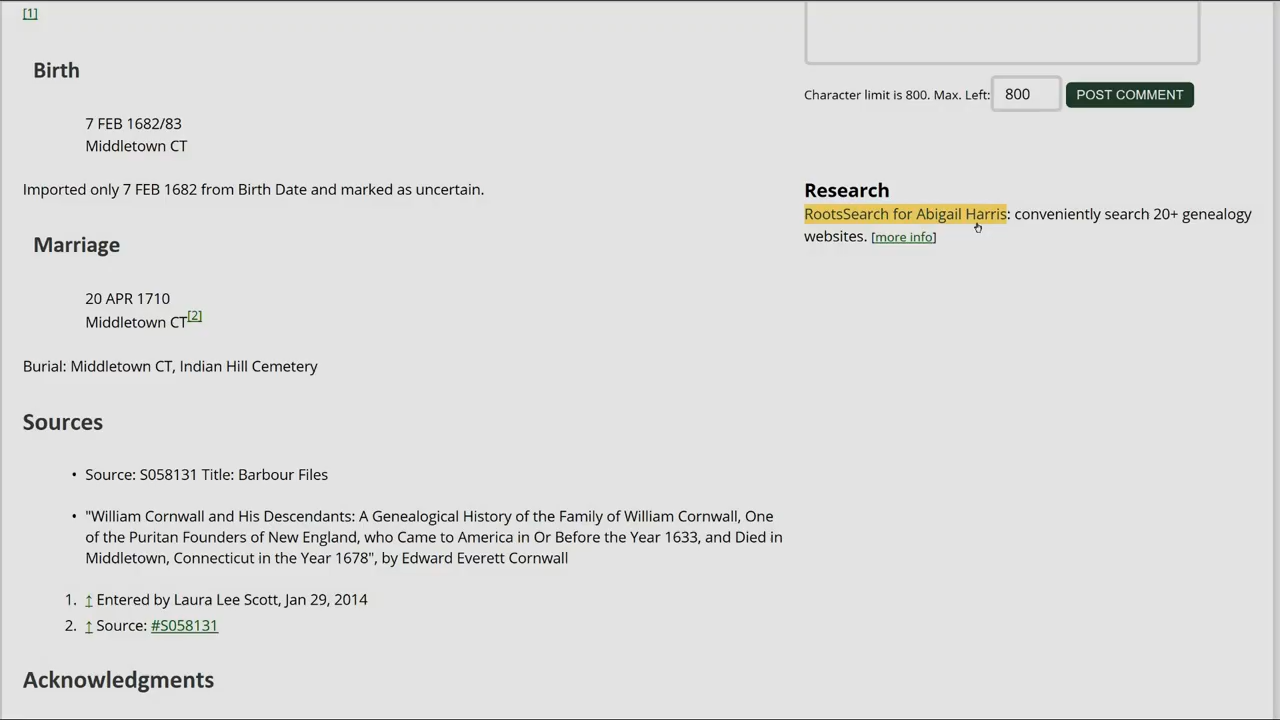 [1]
Birth
7 FEB 1682/83
Middletown CT
Imported only 7 FEB 1682 from Birth Date and marked as uncertain.
Marriage
20 APR 1710
Middletown CT[2]
Burial: Middletown CT, Indian Hill Cemetery
Sources
• Source: S058131 Title: Barbour Files
• "William Cornwall and His Descendants: A Genealogical History of the Family of William Cornwall, One
of the Puritan Founders of New England, who Came to America in Or Before the Year 1633, and Died in
Middletown, Connecticut in the Year 1678", by Edward Everett Cornwall
1. ↑ Entered by Laura Lee Scott, Jan 29, 2014
2. ↑ Source: #S058131
Acknowledgments
Character limit is 800. Max. Left: 800 POST COMMENT
Research
RootsSearch for Abigail Harris: conveniently search 20+ genealogy
websites. [more info]